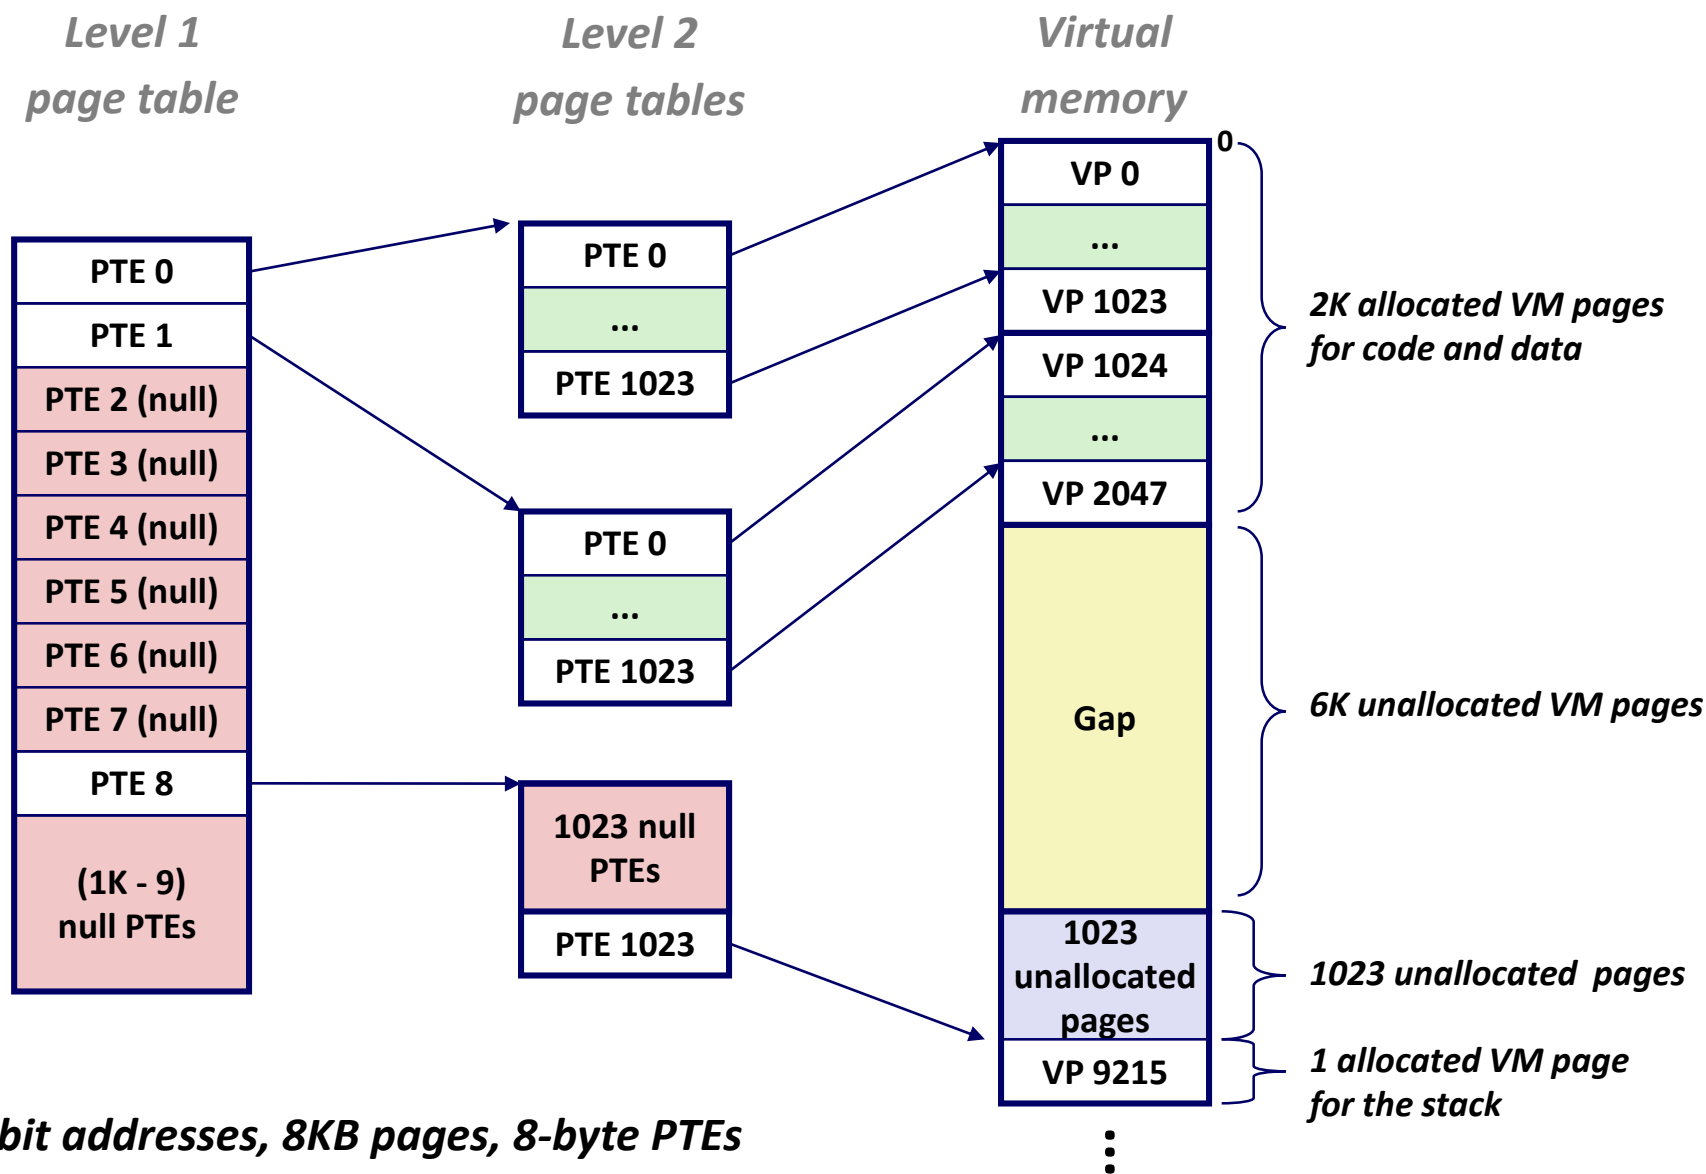 Level 1
page table
Level 2
page tables
Virtual
memory
PTE 0
PTE 1
PTE 2 (null)
PTE 3 (null)
PTE 4 (null)
PTE 5 (null)
PTE 6 (null)
PTE 7 (null)
PTE 8
(1K - 9)
null PTEs
PTE 0
...
PTE 1023
PTE 0
...
PTE 1023
1023 null
PTEs
PTE 1023
0
VP 0
...
VP 1023
VP 1024
...
VP 2047
Gap
1023
unallocated
pages
VP 9215
2K allocated VM pages
for code and data
6K unallocated VM pages
1023 unallocated pages
1 allocated VM page
for the stack
bit addresses, 8KB pages, 8-byte PTEs